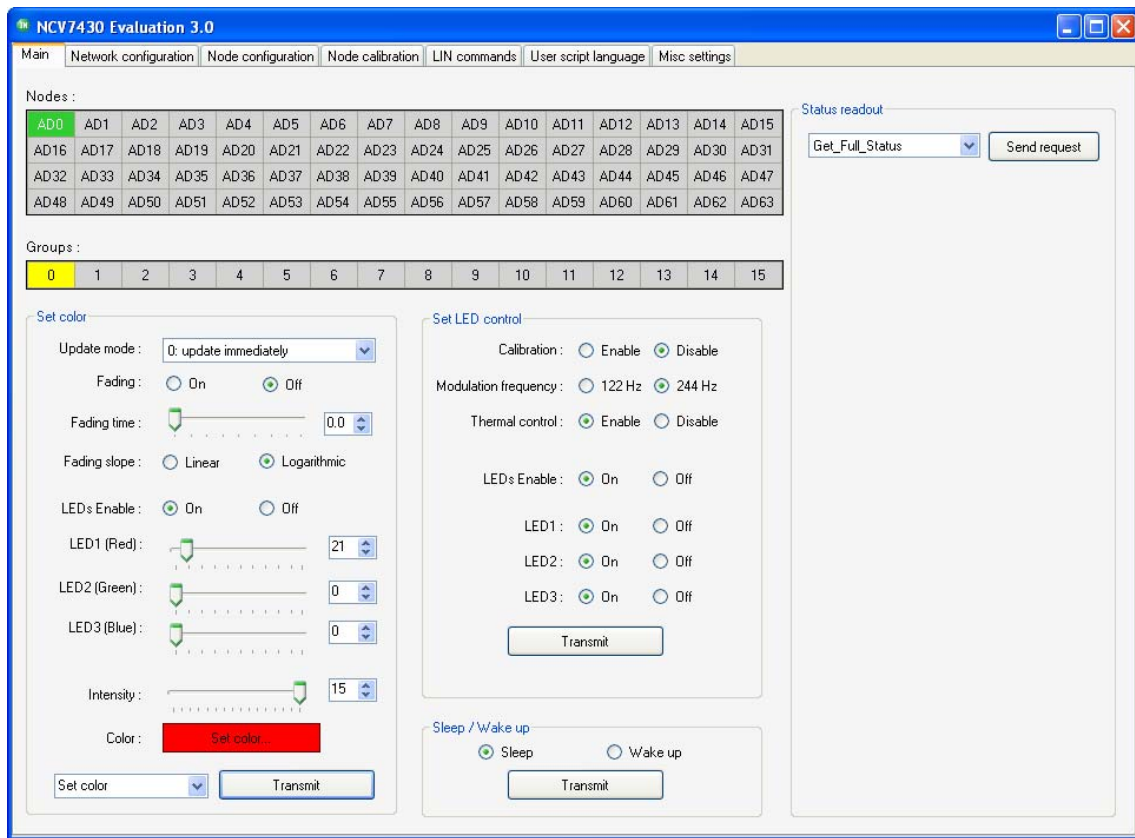 NCV7430 Evaluation 3.0
Main Network configuration Node configuration Node calibration LIN commands User script language Misc settings
Nodes :
AD0 AD1 AD2 AD3 AD4 AD5 AD6 AD7 AD8 AD9 AD10 AD11 AD12 AD13 AD14 AD15
AD16 AD17 AD18 AD19 AD20 AD21 AD22 AD23 AD24 AD25 AD26 AD27 AD28 AD29 AD30 AD31
AD32 AD33 AD34 AD35 AD36 AD37 AD38 AD39 AD40 AD41 AD42 AD43 AD44 AD45 AD46 AD47
AD48 AD49 AD50 AD51 AD52 AD53 AD54 AD55 AD56 AD57 AD58 AD59 AD60 AD61 AD62 AD63
Groups :
0 1 2 3 4 5 6 7 8 9 10 11 12 13 14 15
Set color
Update mode : 0: update immediately
Fading : On Off
Fading time : 0.0
Fading slope : Linear Logarithmic
LEDs Enable : On Off
LED1 (Red) : 21
LED2 (Green) : 0
LED3 (Blue) : 0
Intensity : 15
Color : Set color...
Set color Transmit
Set LED control
Calibration : Enable Disable
Modulation frequency : 122 Hz 244 Hz
Thermal control : Enable Disable
LEDs Enable : On Off
LED1 : On Off
LED2 : On Off
LED3 : On Off
Transmit
Sleep / Wake up
Sleep Wake up
Transmit
Status readout
Get_Full_Status Send request